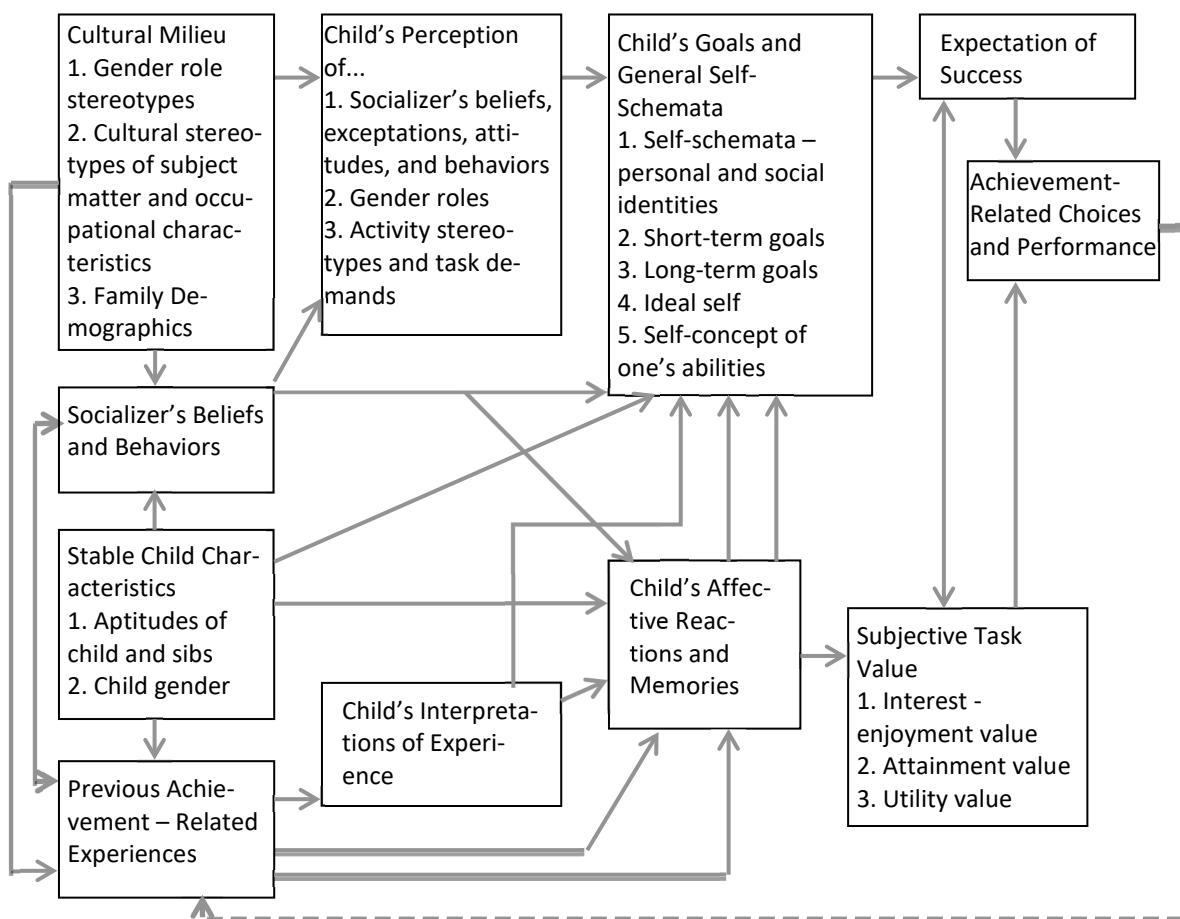 Cultural Milieu
1. Gender role
stereotypes
2. Cultural stereo-
types of subject
matter and occu-
pational charac-
teristics
3. Family De-
mographics
Child's Perception
of...
1. Socializer's beliefs,
exceptations, atti-
tudes, and behaviors
2. Gender roles
3. Activity stereo-
types and task de-
mands
Child's Goals and
General Self-
Schemata
1. Self-schemata –
personal and social
identities
2. Short-term goals
3. Long-term goals
4. Ideal self
5. Self-concept of
one's abilities
Expectation of
Success
Achievement-
Related Choices
and Performance
Socializer's Beliefs
and Behaviors
Stable Child Char-
acteristics
1. Aptitudes of
child and sibs
2. Child gender
Child's Affec-
tive Reac-
tions and
Memories
Subjective Task
Value
1. Interest -
enjoyment value
2. Attainment value
3. Utility value
Child's Interpreta-
tions of Experi-
ence
Previous Achie-
vement – Related
Experiences